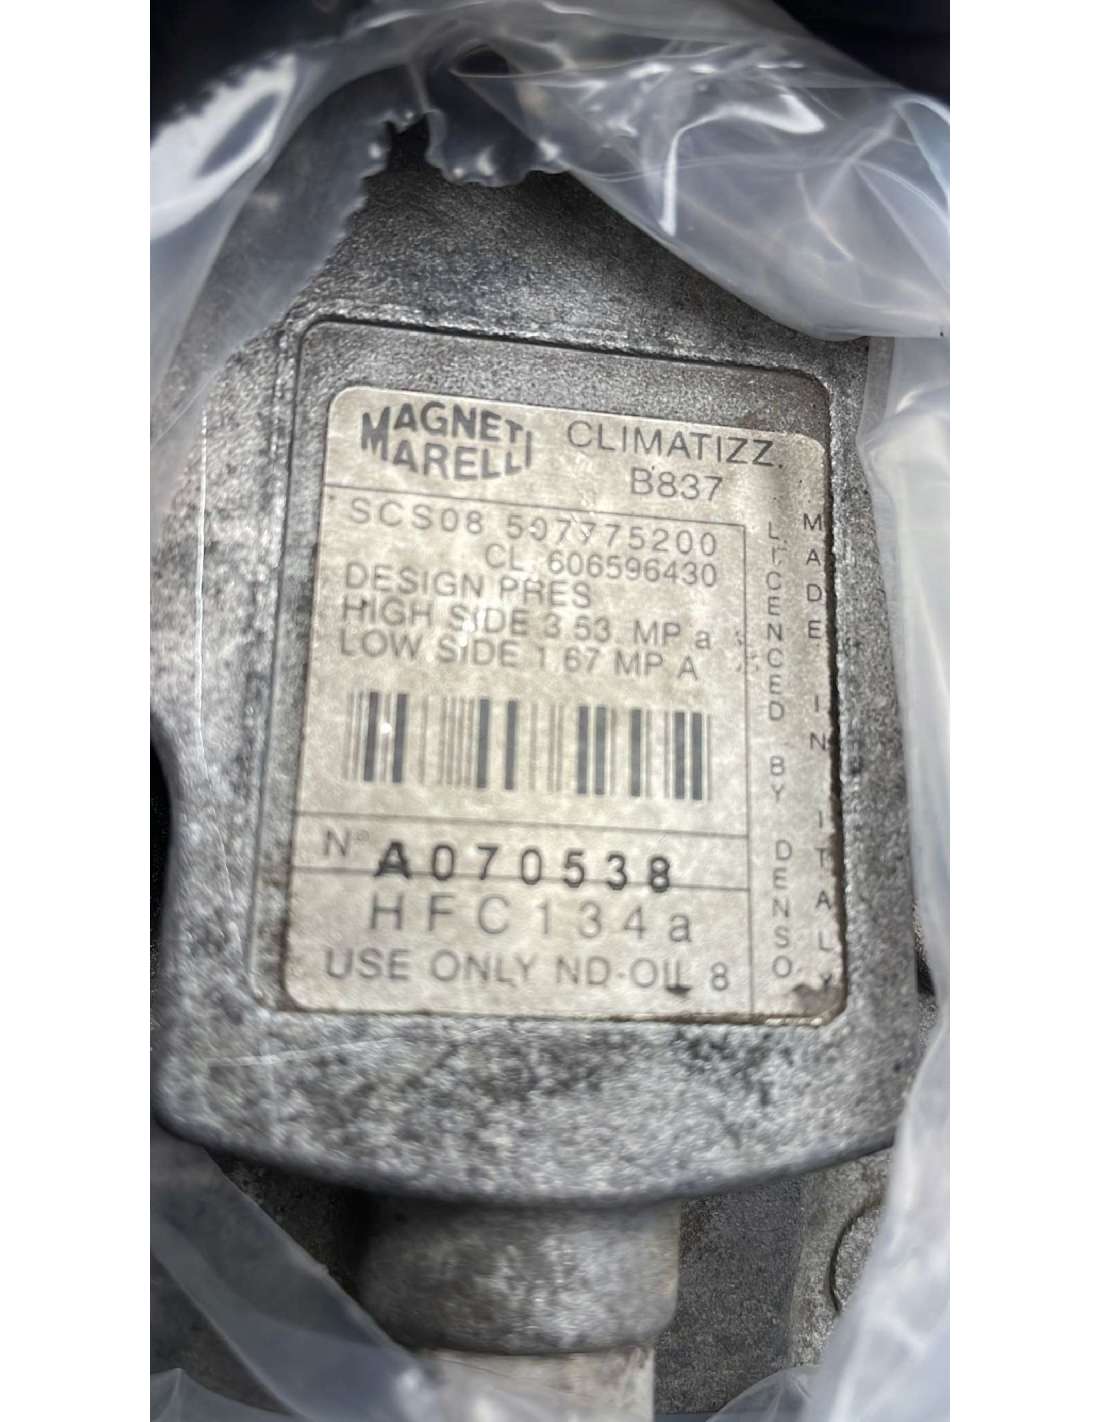 MAGNETI
MARELLI
CLIMATIZZ.
B837
SCS08 507775200
CL. 606596430
DESIGN PRES
HIGH SIDE 3.53. MP a
LOW SIDE 1.67 MP A
N° A070538
HFC134a
USE ONLY ND-OIL 8
LICENCED BY DENSO
MADE IN ITALY